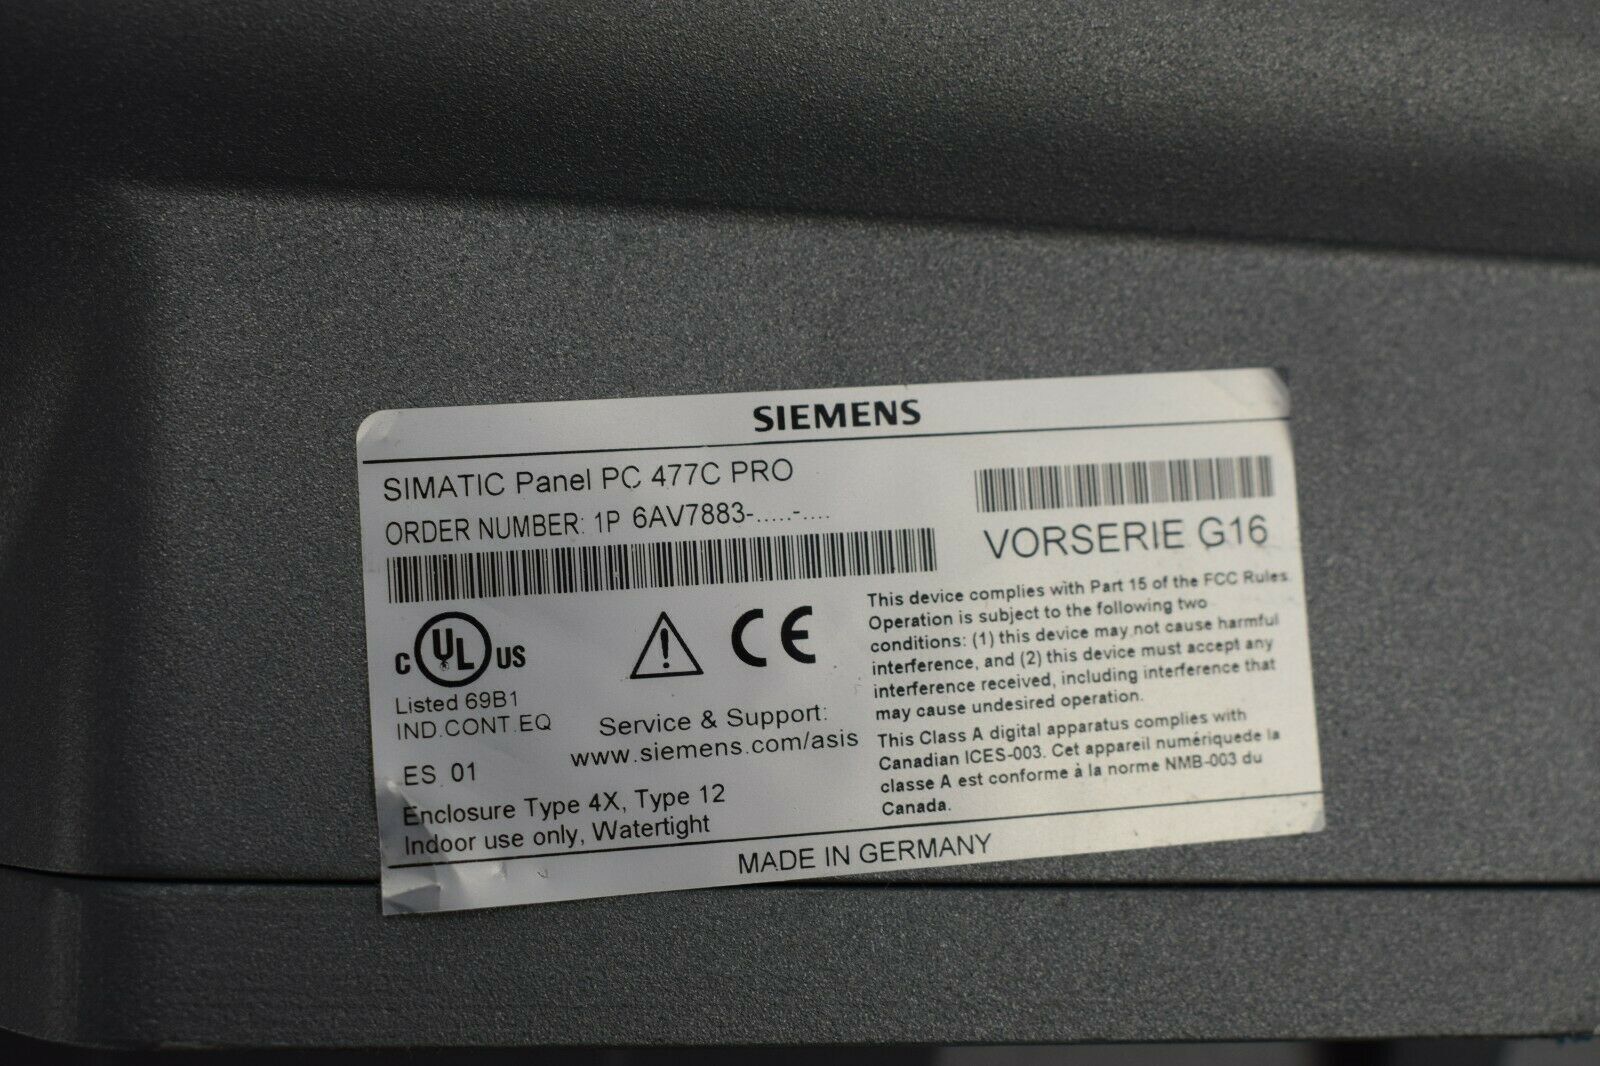 SIEMENS
SIMATIC Panel PC 477C PRO
ORDER NUMBER: 1P 6AV7883-.....-....
VORSERIE G16
C UL US
Listed 69B1
IND.CONT.EQ
CE
Service & Support:
www.siemens.com/asis
ES 01
Enclosure Type 4X, Type 12
Indoor use only, Watertight
This device complies with Part 15 of the FCC Rules.
Operation is subject to the following two
conditions: (1) this device may not cause harmful
interference, and (2) this device must accept any
interference received, including interference that
may cause undesired operation.
This Class A digital apparatus complies with
Canadian ICES-003. Cet appareil numériquede la
classe A est conforme à la norme NMB-003 du
Canada.
MADE IN GERMANY